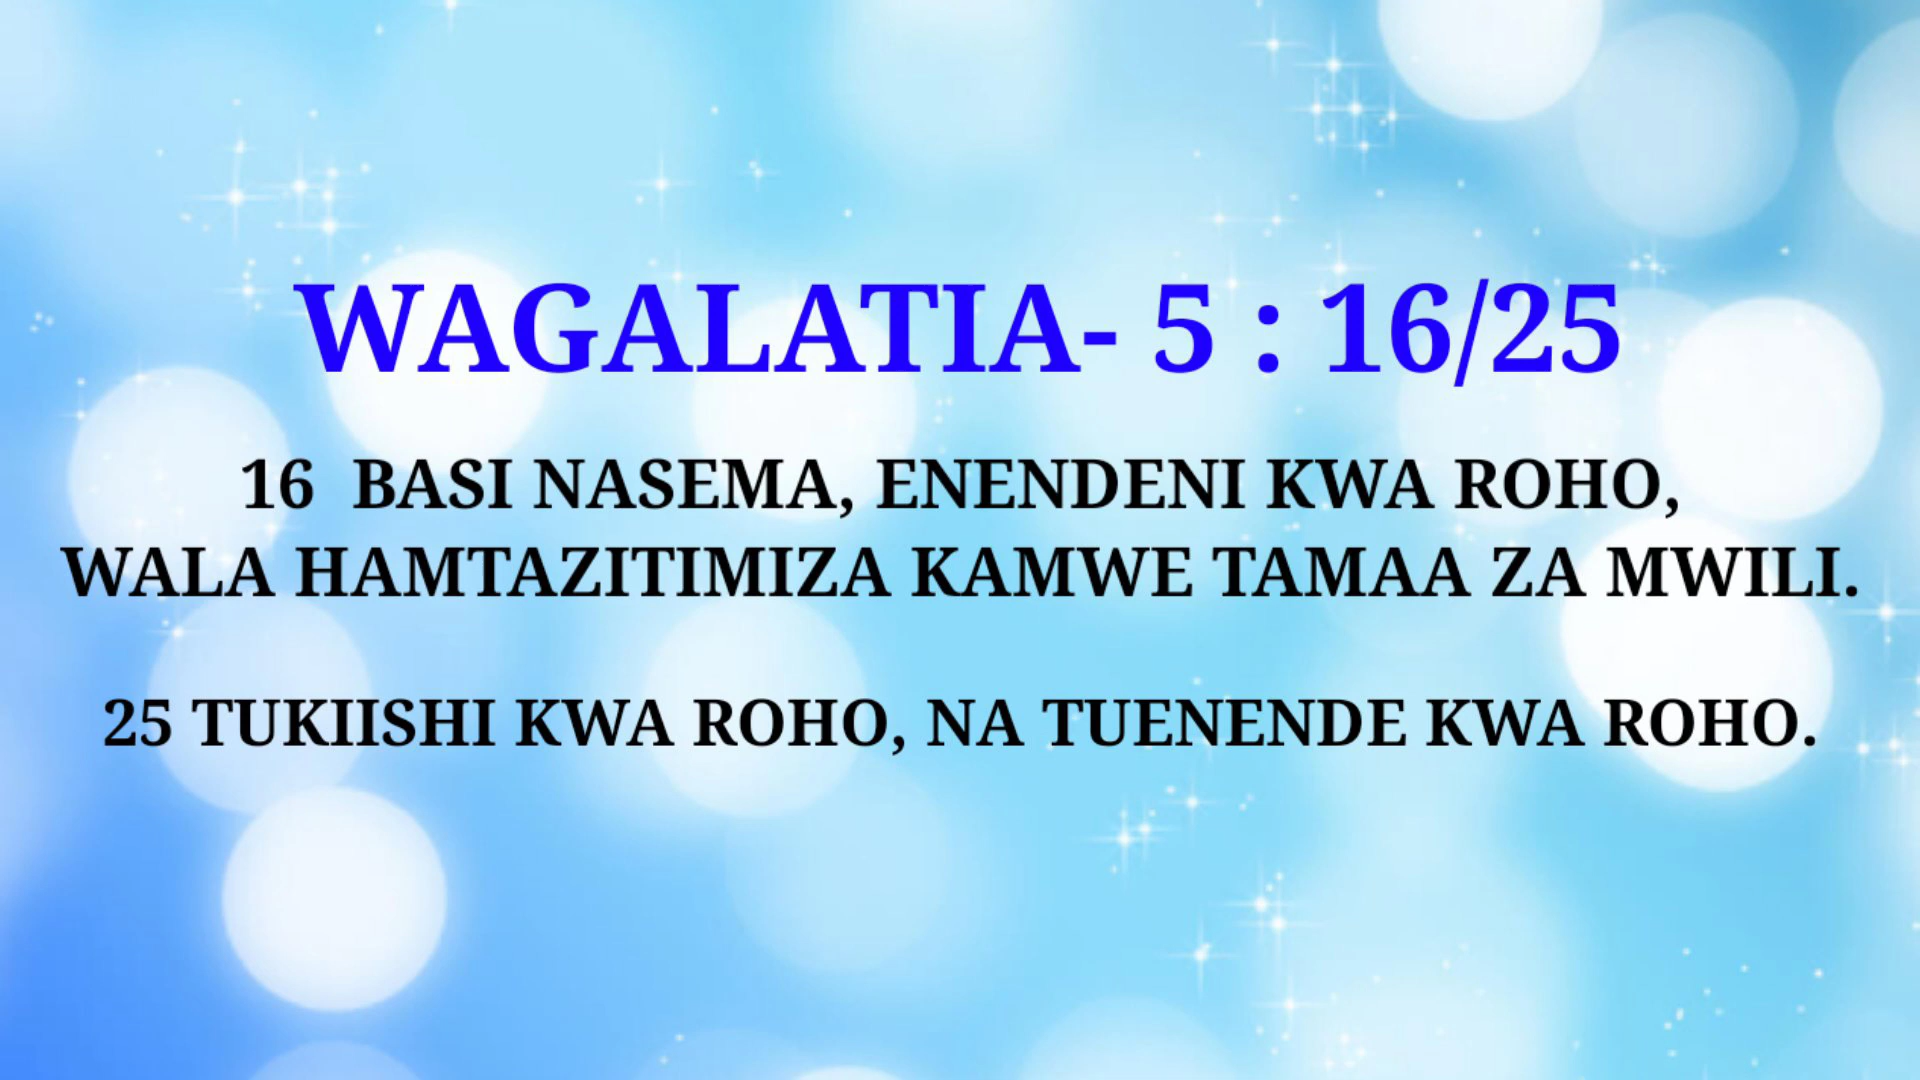 WAGALATIA- 5 : 16/25
16 BASI NASEMA, ENENDENI KWA ROHO,
WALA HAMTAZITIMIZA KAMWE TAMAA ZA MWILI.
25 TUKIISHI KWA ROHO, NA TUENENDE KWA ROHO.